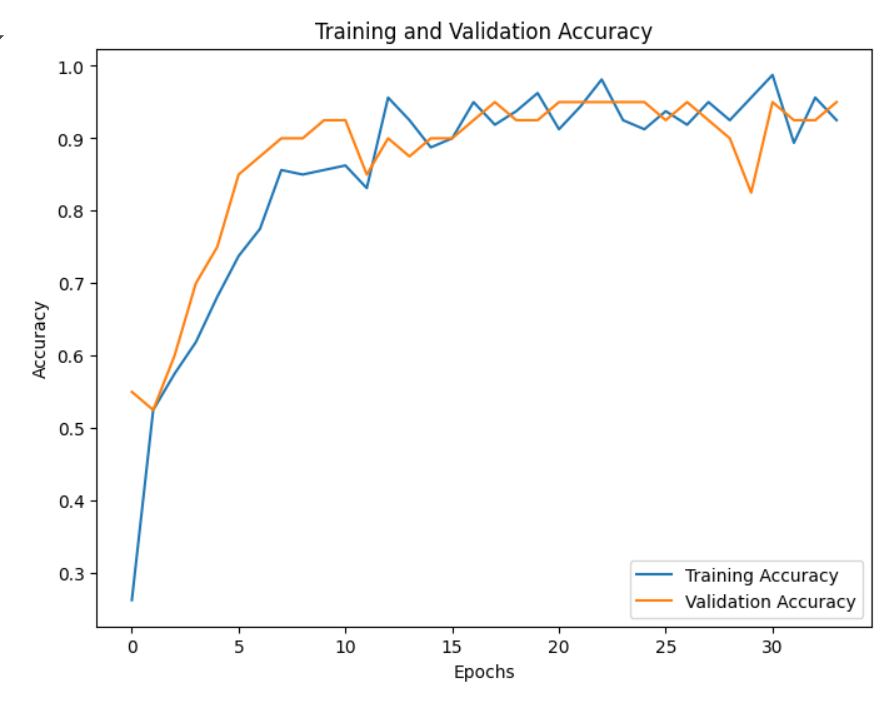 Training and Validation Accuracy
1.0
0.9
0.8
0.7
0.6
0.5
0.4
0.3
Accuracy
Training Accuracy
Validation Accuracy
0 5 10 15 20 25 30
Epochs